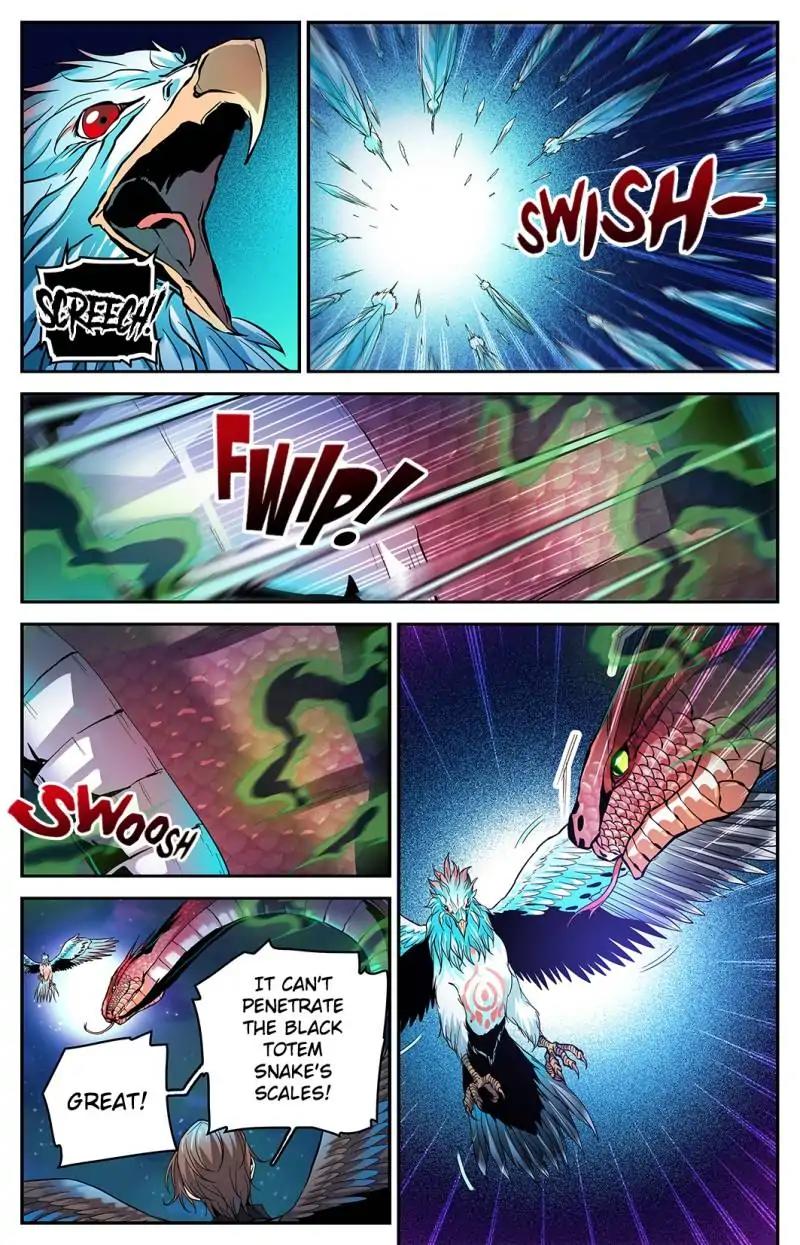 SCREECH!
SWISH-
FWIP!
SWOOSH
GREAT!
IT CAN'T
PENETRATE
THE BLACK
TOTEM
SNAKE'S
SCALES!